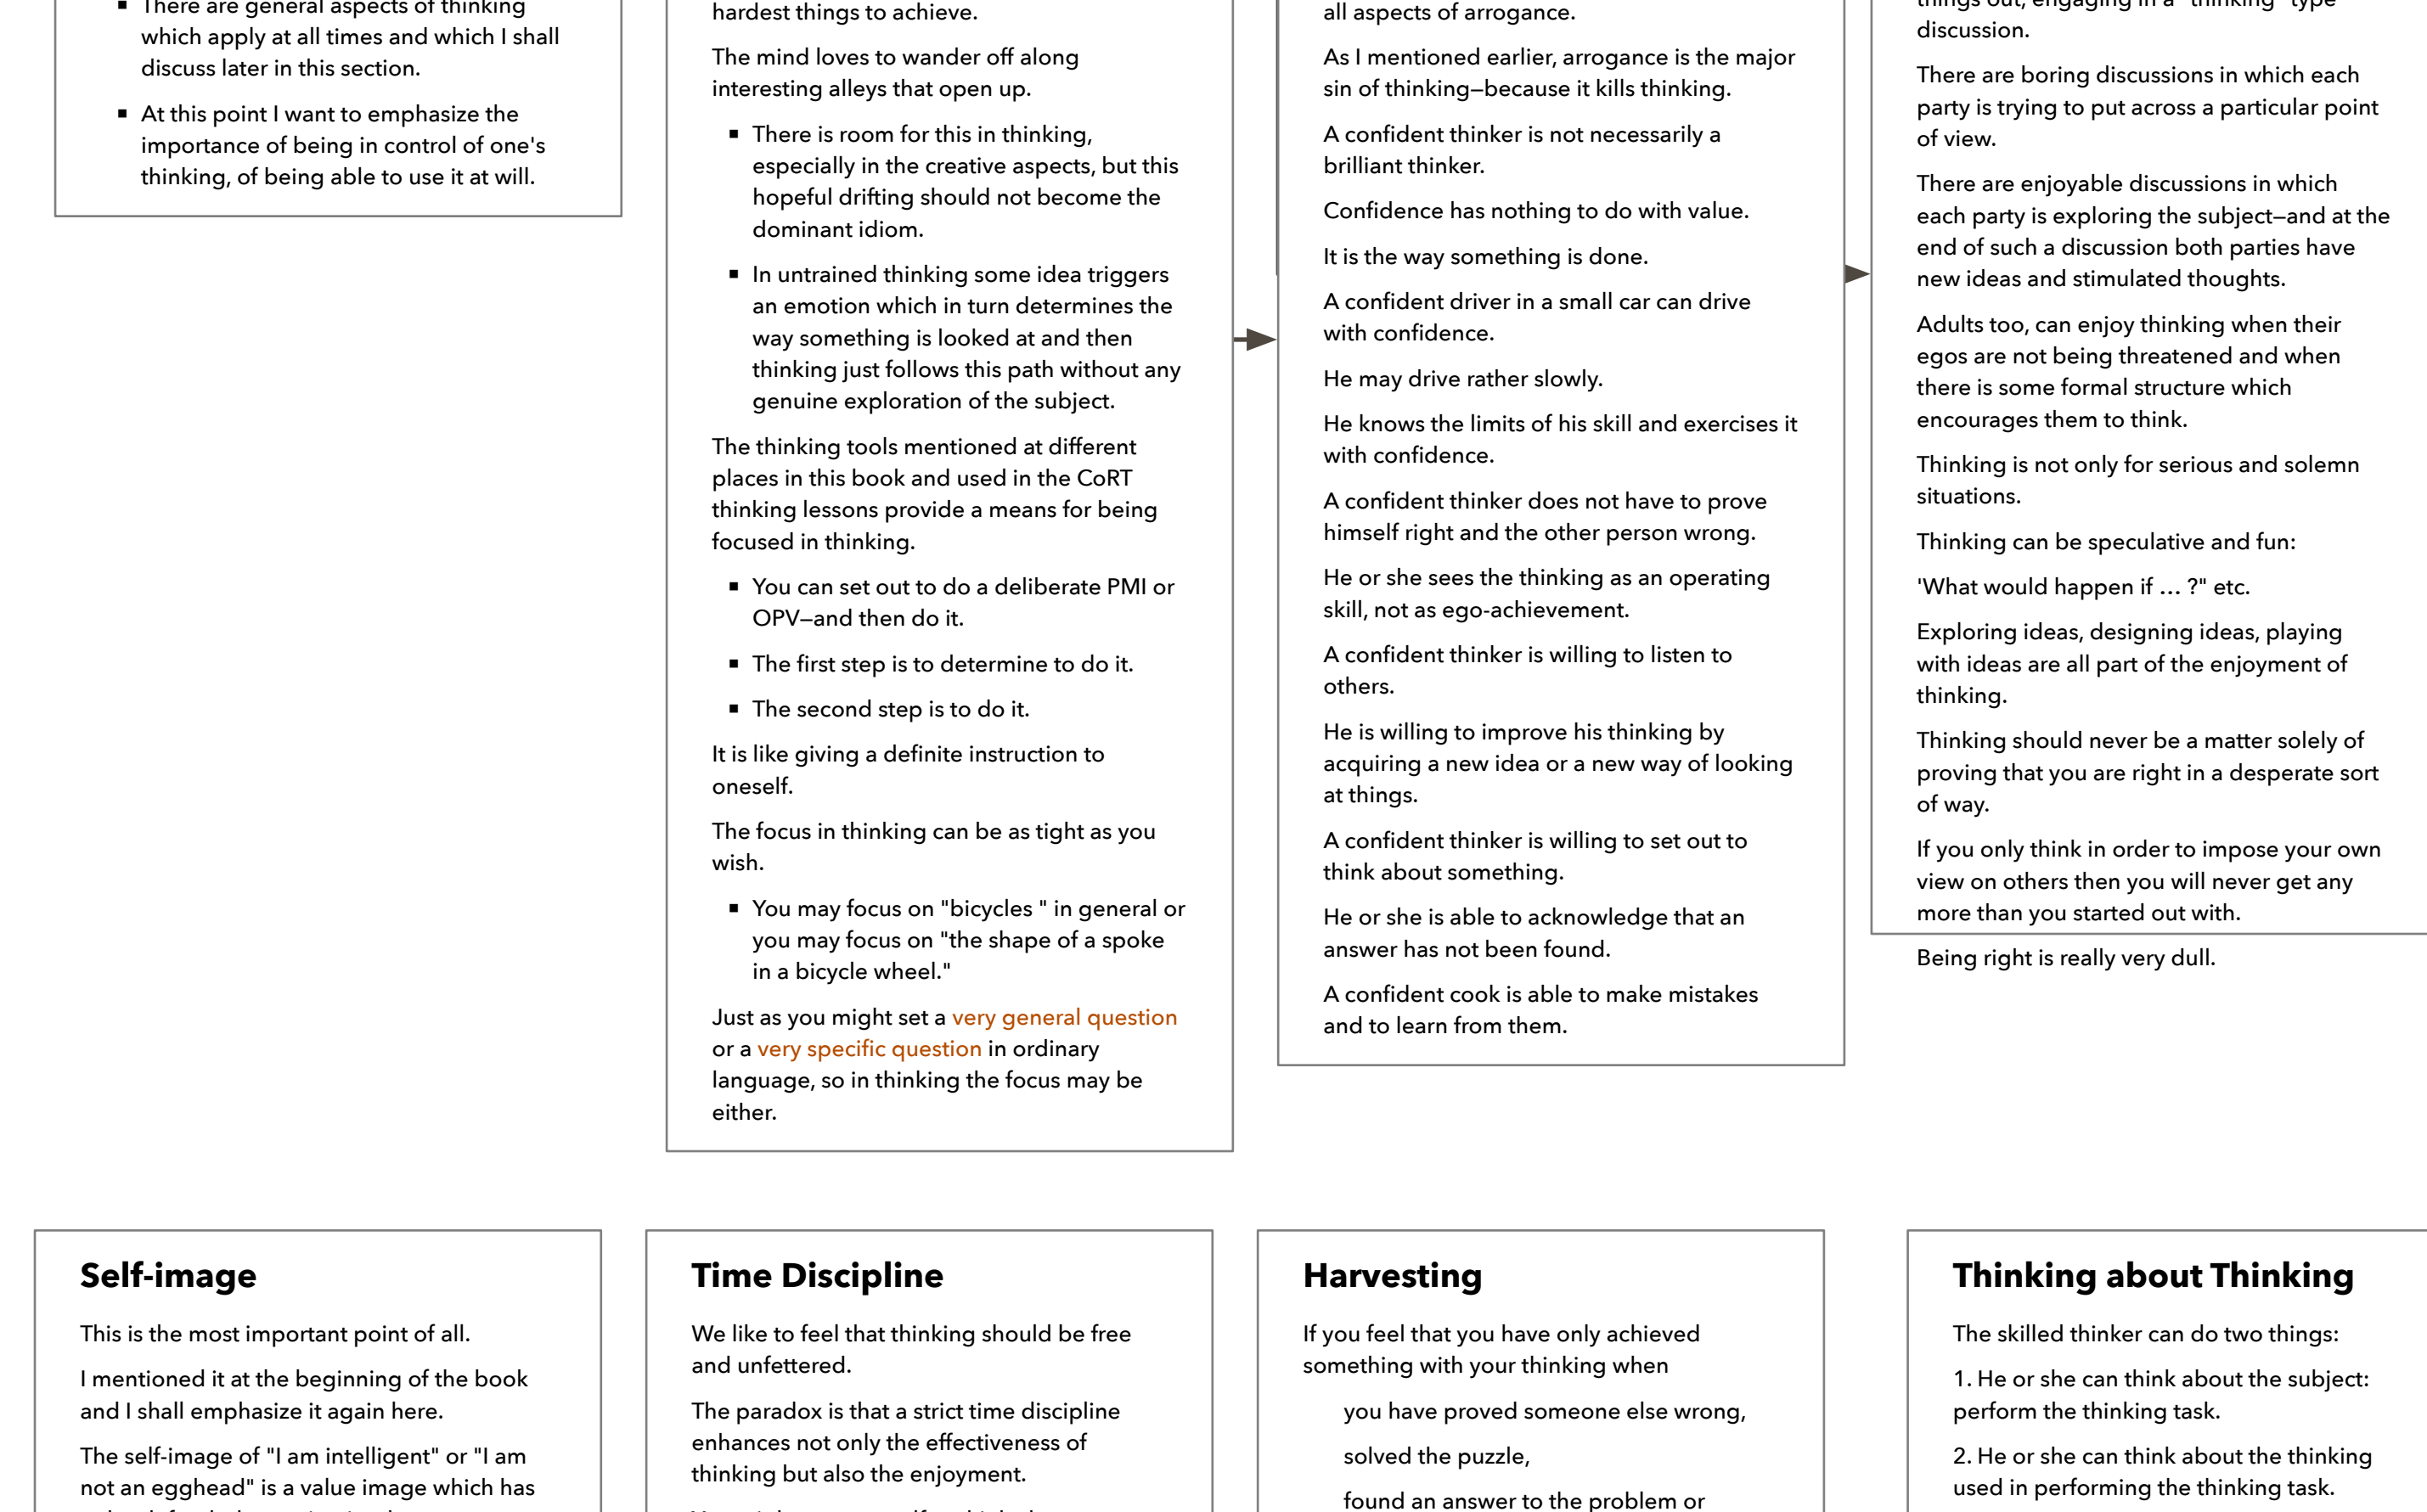 There are general aspects of thinking
which apply at all times and which I shall
discuss later in this section.
▪ At this point I want to emphasize the
importance of being in control of one's
thinking, of being able to use it at will.
hardest things to achieve.
The mind loves to wander off along
interesting alleys that open up.
▪ There is room for this in thinking,
especially in the creative aspects, but this
hopeful drifting should not become the
dominant idiom.
▪ In untrained thinking some idea triggers
an emotion which in turn determines the
way something is looked at and then
thinking just follows this path without any
genuine exploration of the subject.
The thinking tools mentioned at different
places in this book and used in the CoRT
thinking lessons provide a means for being
focused in thinking.
▪ You can set out to do a deliberate PMI or
OPV—and then do it.
▪ The first step is to determine to do it.
▪ The second step is to do it.
It is like giving a definite instruction to
oneself.
The focus in thinking can be as tight as you
wish.
▪ You may focus on "bicycles " in general or
you may focus on "the shape of a spoke
in a bicycle wheel."
Just as you might set a very general question
or a very specific question in ordinary
language, so in thinking the focus may be
either.
all aspects of arrogance.
As I mentioned earlier, arrogance is the major
sin of thinking—because it kills thinking.
A confident thinker is not necessarily a
brilliant thinker.
Confidence has nothing to do with value.
It is the way something is done.
A confident driver in a small car can drive
with confidence.
He may drive rather slowly.
He knows the limits of his skill and exercises it
with confidence.
A confident thinker does not have to prove
himself right and the other person wrong.
He or she sees the thinking as an operating
skill, not as ego-achievement.
A confident thinker is willing to listen to
others.
He is willing to improve his thinking by
acquiring a new idea or a new way of looking
at things.
A confident thinker is willing to set out to
think about something.
He or she is able to acknowledge that an
answer has not been found.
A confident cook is able to make mistakes
and to learn from them.
things out, engaging in a "thinking" type
discussion.
There are boring discussions in which each
party is trying to put across a particular point
of view.
There are enjoyable discussions in which
each party is exploring the subject—and at the
end of such a discussion both parties have
new ideas and stimulated thoughts.
Adults too, can enjoy thinking when their
egos are not being threatened and when
there is some formal structure which
encourages them to think.
Thinking is not only for serious and solemn
situations.
Thinking can be speculative and fun:
'What would happen if … ?" etc.
Exploring ideas, designing ideas, playing
with ideas are all part of the enjoyment of
thinking.
Thinking should never be a matter solely of
proving that you are right in a desperate sort
of way.
If you only think in order to impose your own
view on others then you will never get any
more than you started out with.
Being right is really very dull.
Self-image
This is the most important point of all.
I mentioned it at the beginning of the book
and I shall emphasize it again here.
The self-image of "I am intelligent" or "I am
not an egghead" is a value image which has
Time Discipline
We like to feel that thinking should be free
and unfettered.
The paradox is that a strict time discipline
enhances not only the effectiveness of
thinking but also the enjoyment.
Harvesting
If you feel that you have only achieved
something with your thinking when
you have proved someone else wrong,
solved the puzzle,
found an answer to the problem or
Thinking about Thinking
The skilled thinker can do two things:
1. He or she can think about the subject:
perform the thinking task.
2. He or she can think about the thinking
used in performing the thinking task.